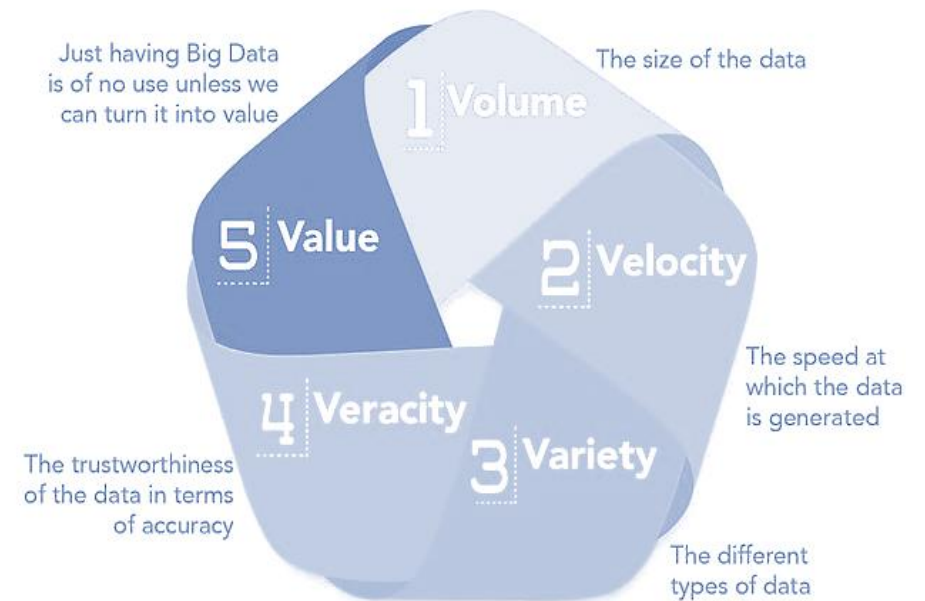 1 Volume
The size of the data
2 Velocity
The speed at
which the data
is generated
3 Variety
The different
types of data
4 Veracity
The trustworthiness
of the data in terms
of accuracy
5 Value
Just having Big Data
is of no use unless we
can turn it into value